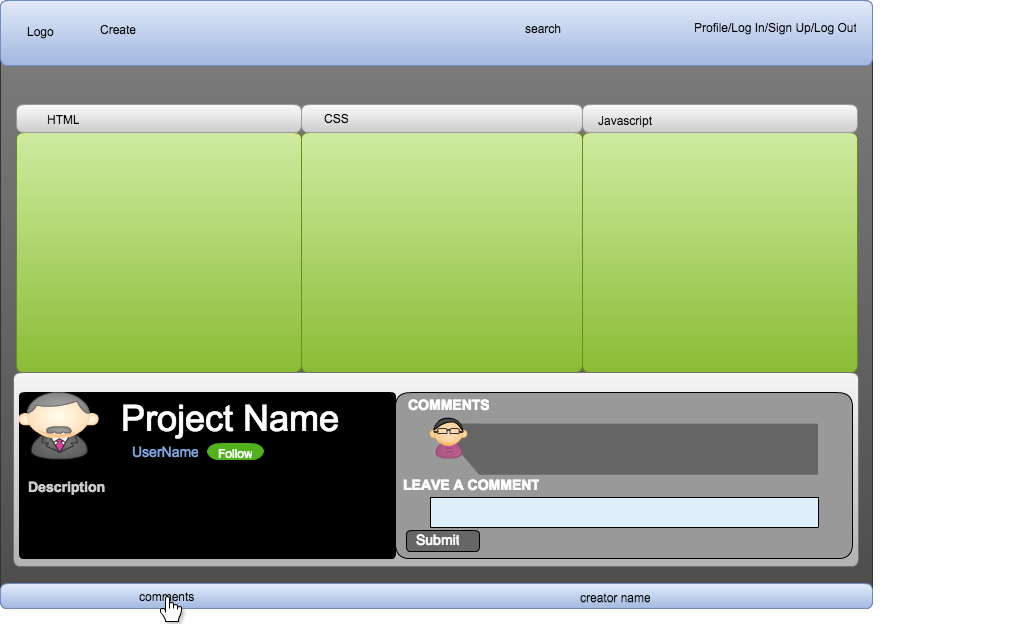 Logo
Create
search
Profile/Log In/Sign Up/Log Out
HTML
CSS
Javascript
Project Name
UserName
Follow
Description
COMMENTS
LEAVE A COMMENT
Submit
comments
creator name